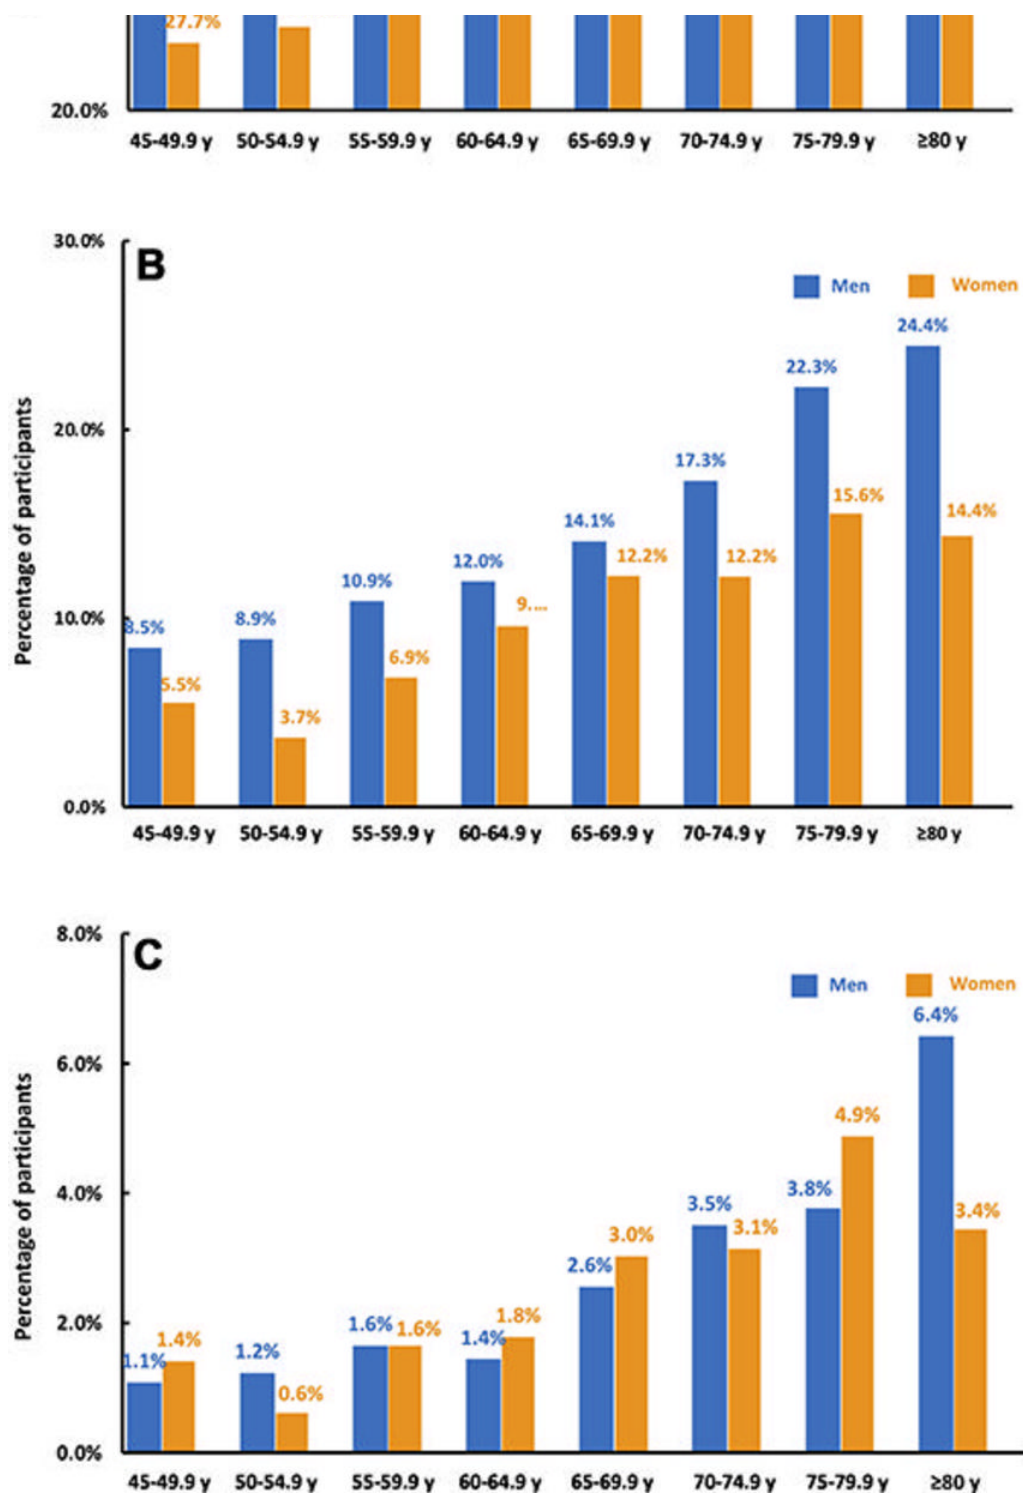 27.7%
20.0%
45-49.9 y 50-54.9 y 55-59.9 y 60-64.9 y 65-69.9 y 70-74.9 y 75-79.9 y ≥80 y
B
Men Women
Percentage of participants
30.0%
20.0%
10.0%
0.0%
8.5% 8.9% 10.9% 12.0% 14.1% 17.3% 22.3% 24.4%
5.5% 3.7% 6.9% 9.... 12.2% 12.2% 15.6% 14.4%
45-49.9 y 50-54.9 y 55-59.9 y 60-64.9 y 65-69.9 y 70-74.9 y 75-79.9 y ≥80 y
C
Men Women
Percentage of participants
8.0%
6.0%
4.0%
2.0%
0.0%
1.1% 1.2% 1.6% 1.4% 2.6% 3.5% 3.8% 6.4%
1.4% 0.6% 1.6% 1.8% 3.0% 3.1% 4.9% 3.4%
45-49.9 y 50-54.9 y 55-59.9 y 60-64.9 y 65-69.9 y 70-74.9 y 75-79.9 y ≥80 y